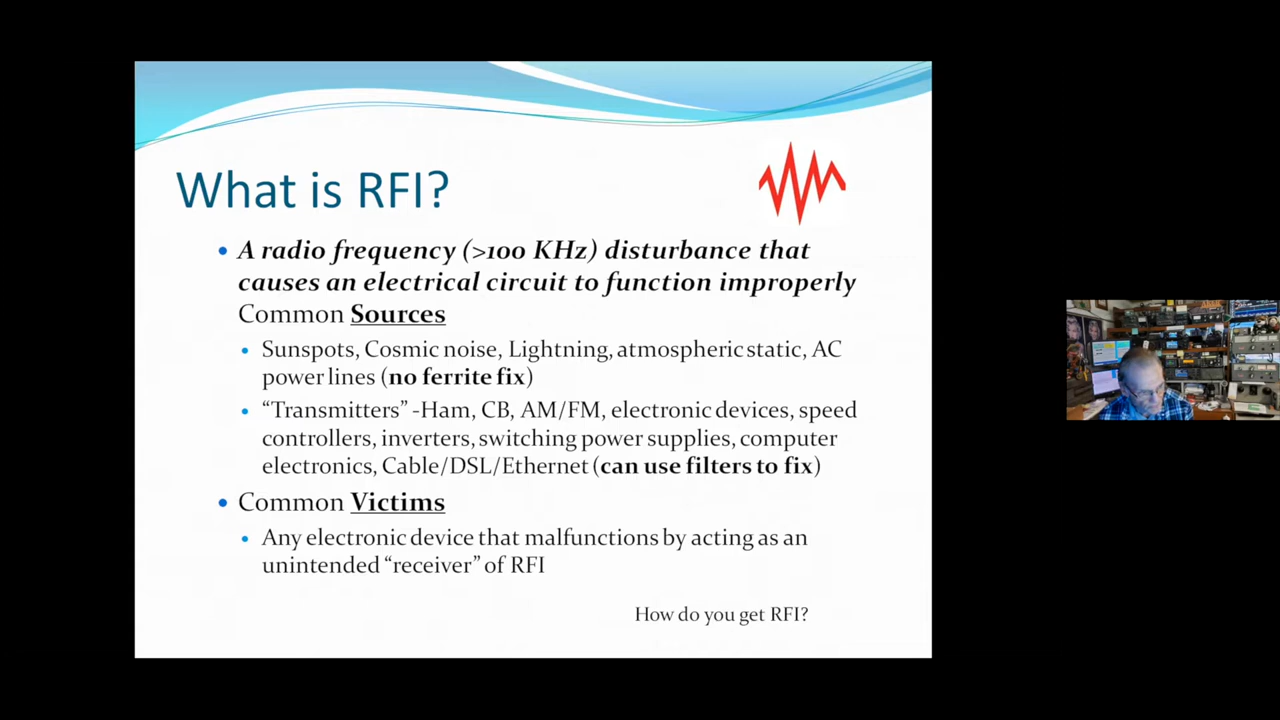 What is RFI?
• A radio frequency (>100 KHz) disturbance that
causes an electrical circuit to function improperly
Common Sources
• Sunspots, Cosmic noise, Lightning, atmospheric static, AC
power lines (no ferrite fix)
• “Transmitters” -Ham, CB, AM/FM, electronic devices, speed
controllers, inverters, switching power supplies, computer
electronics, Cable/DSL/Ethernet (can use filters to fix)
• Common Victims
• Any electronic device that malfunctions by acting as an
unintended “receiver” of RFI
How do you get RFI?